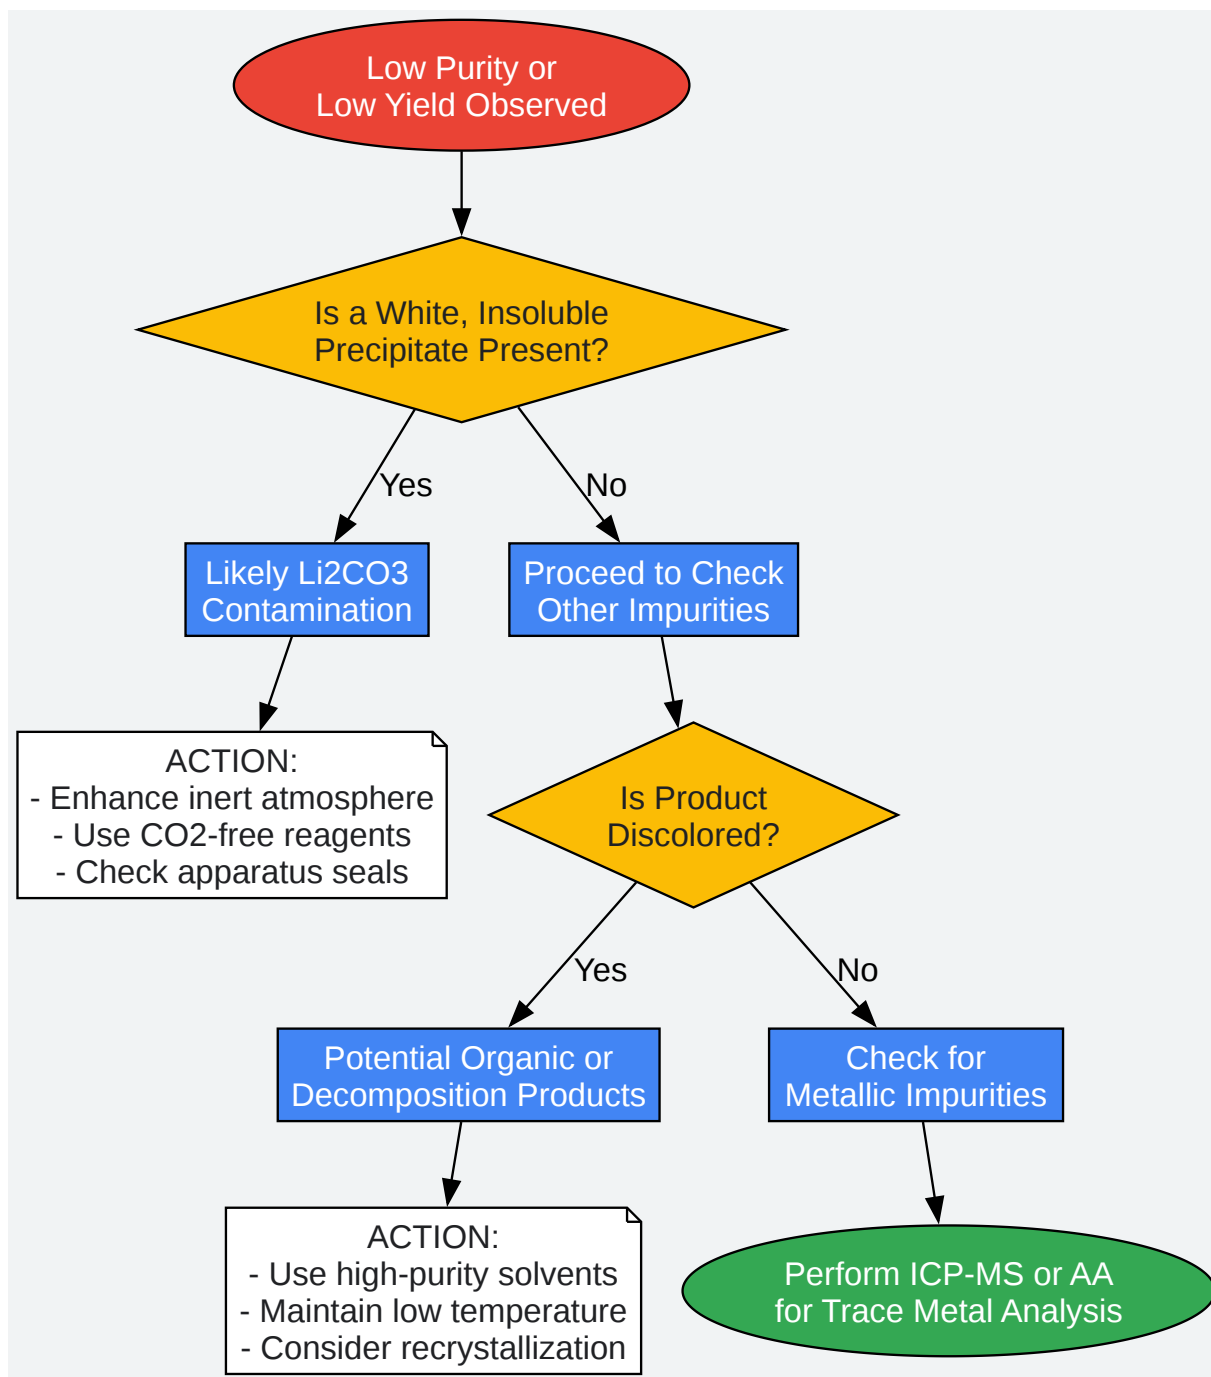 Low Purity or
Low Yield Observed
Is a White, Insoluble
Precipitate Present?
Yes
No
Likely Li2CO3
Contamination
Proceed to Check
Other Impurities
ACTION:
- Enhance inert atmosphere
- Use CO2-free reagents
- Check apparatus seals
Is Product
Discolored?
Yes
No
Potential Organic or
Decomposition Products
Check for
Metallic Impurities
ACTION:
- Use high-purity solvents
- Maintain low temperature
- Consider recrystallization
Perform ICP-MS or AA
for Trace Metal Analysis